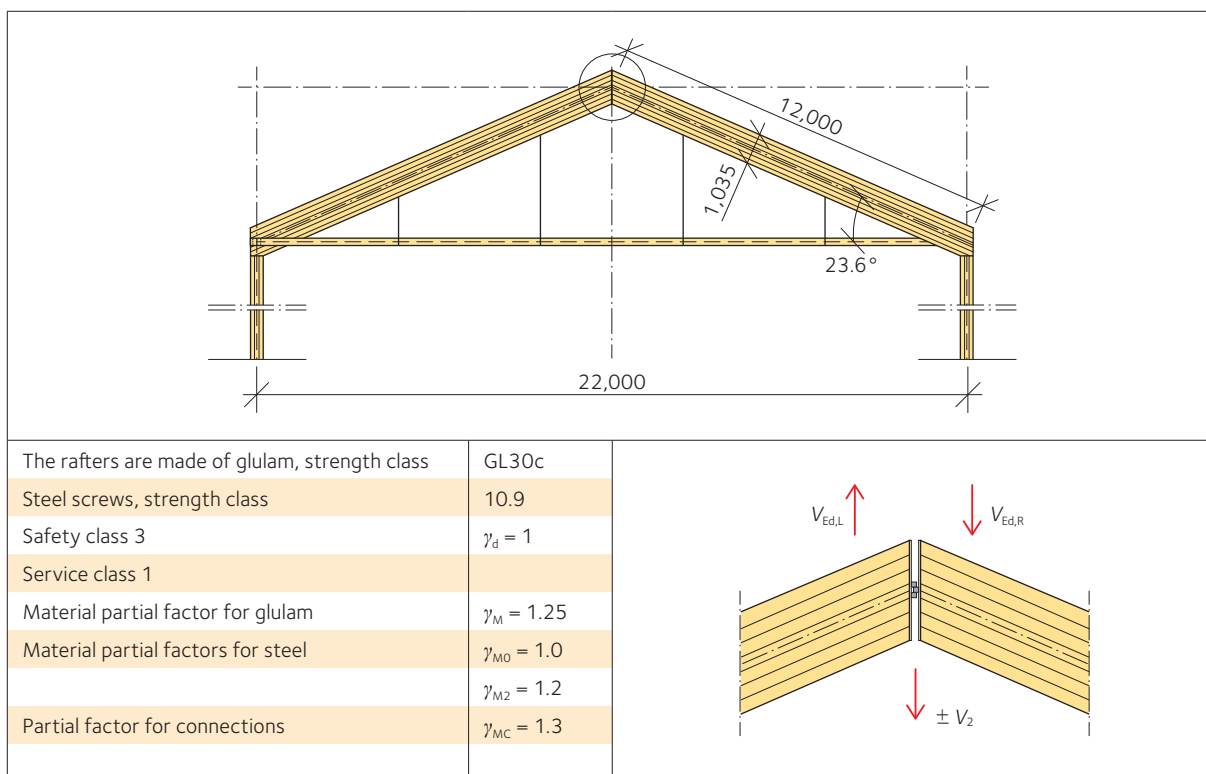 12,000
1,035
23.6°
22,000
The rafters are made of glulam, strength class GL30c
Steel screws, strength class 10.9
Safety class 3 γd = 1
Service class 1
Material partial factor for glulam γM = 1.25
Material partial factors for steel γM0 = 1.0
γM2 = 1.2
Partial factor for connections γMC = 1.3
VEd,L VEd,R
± V2